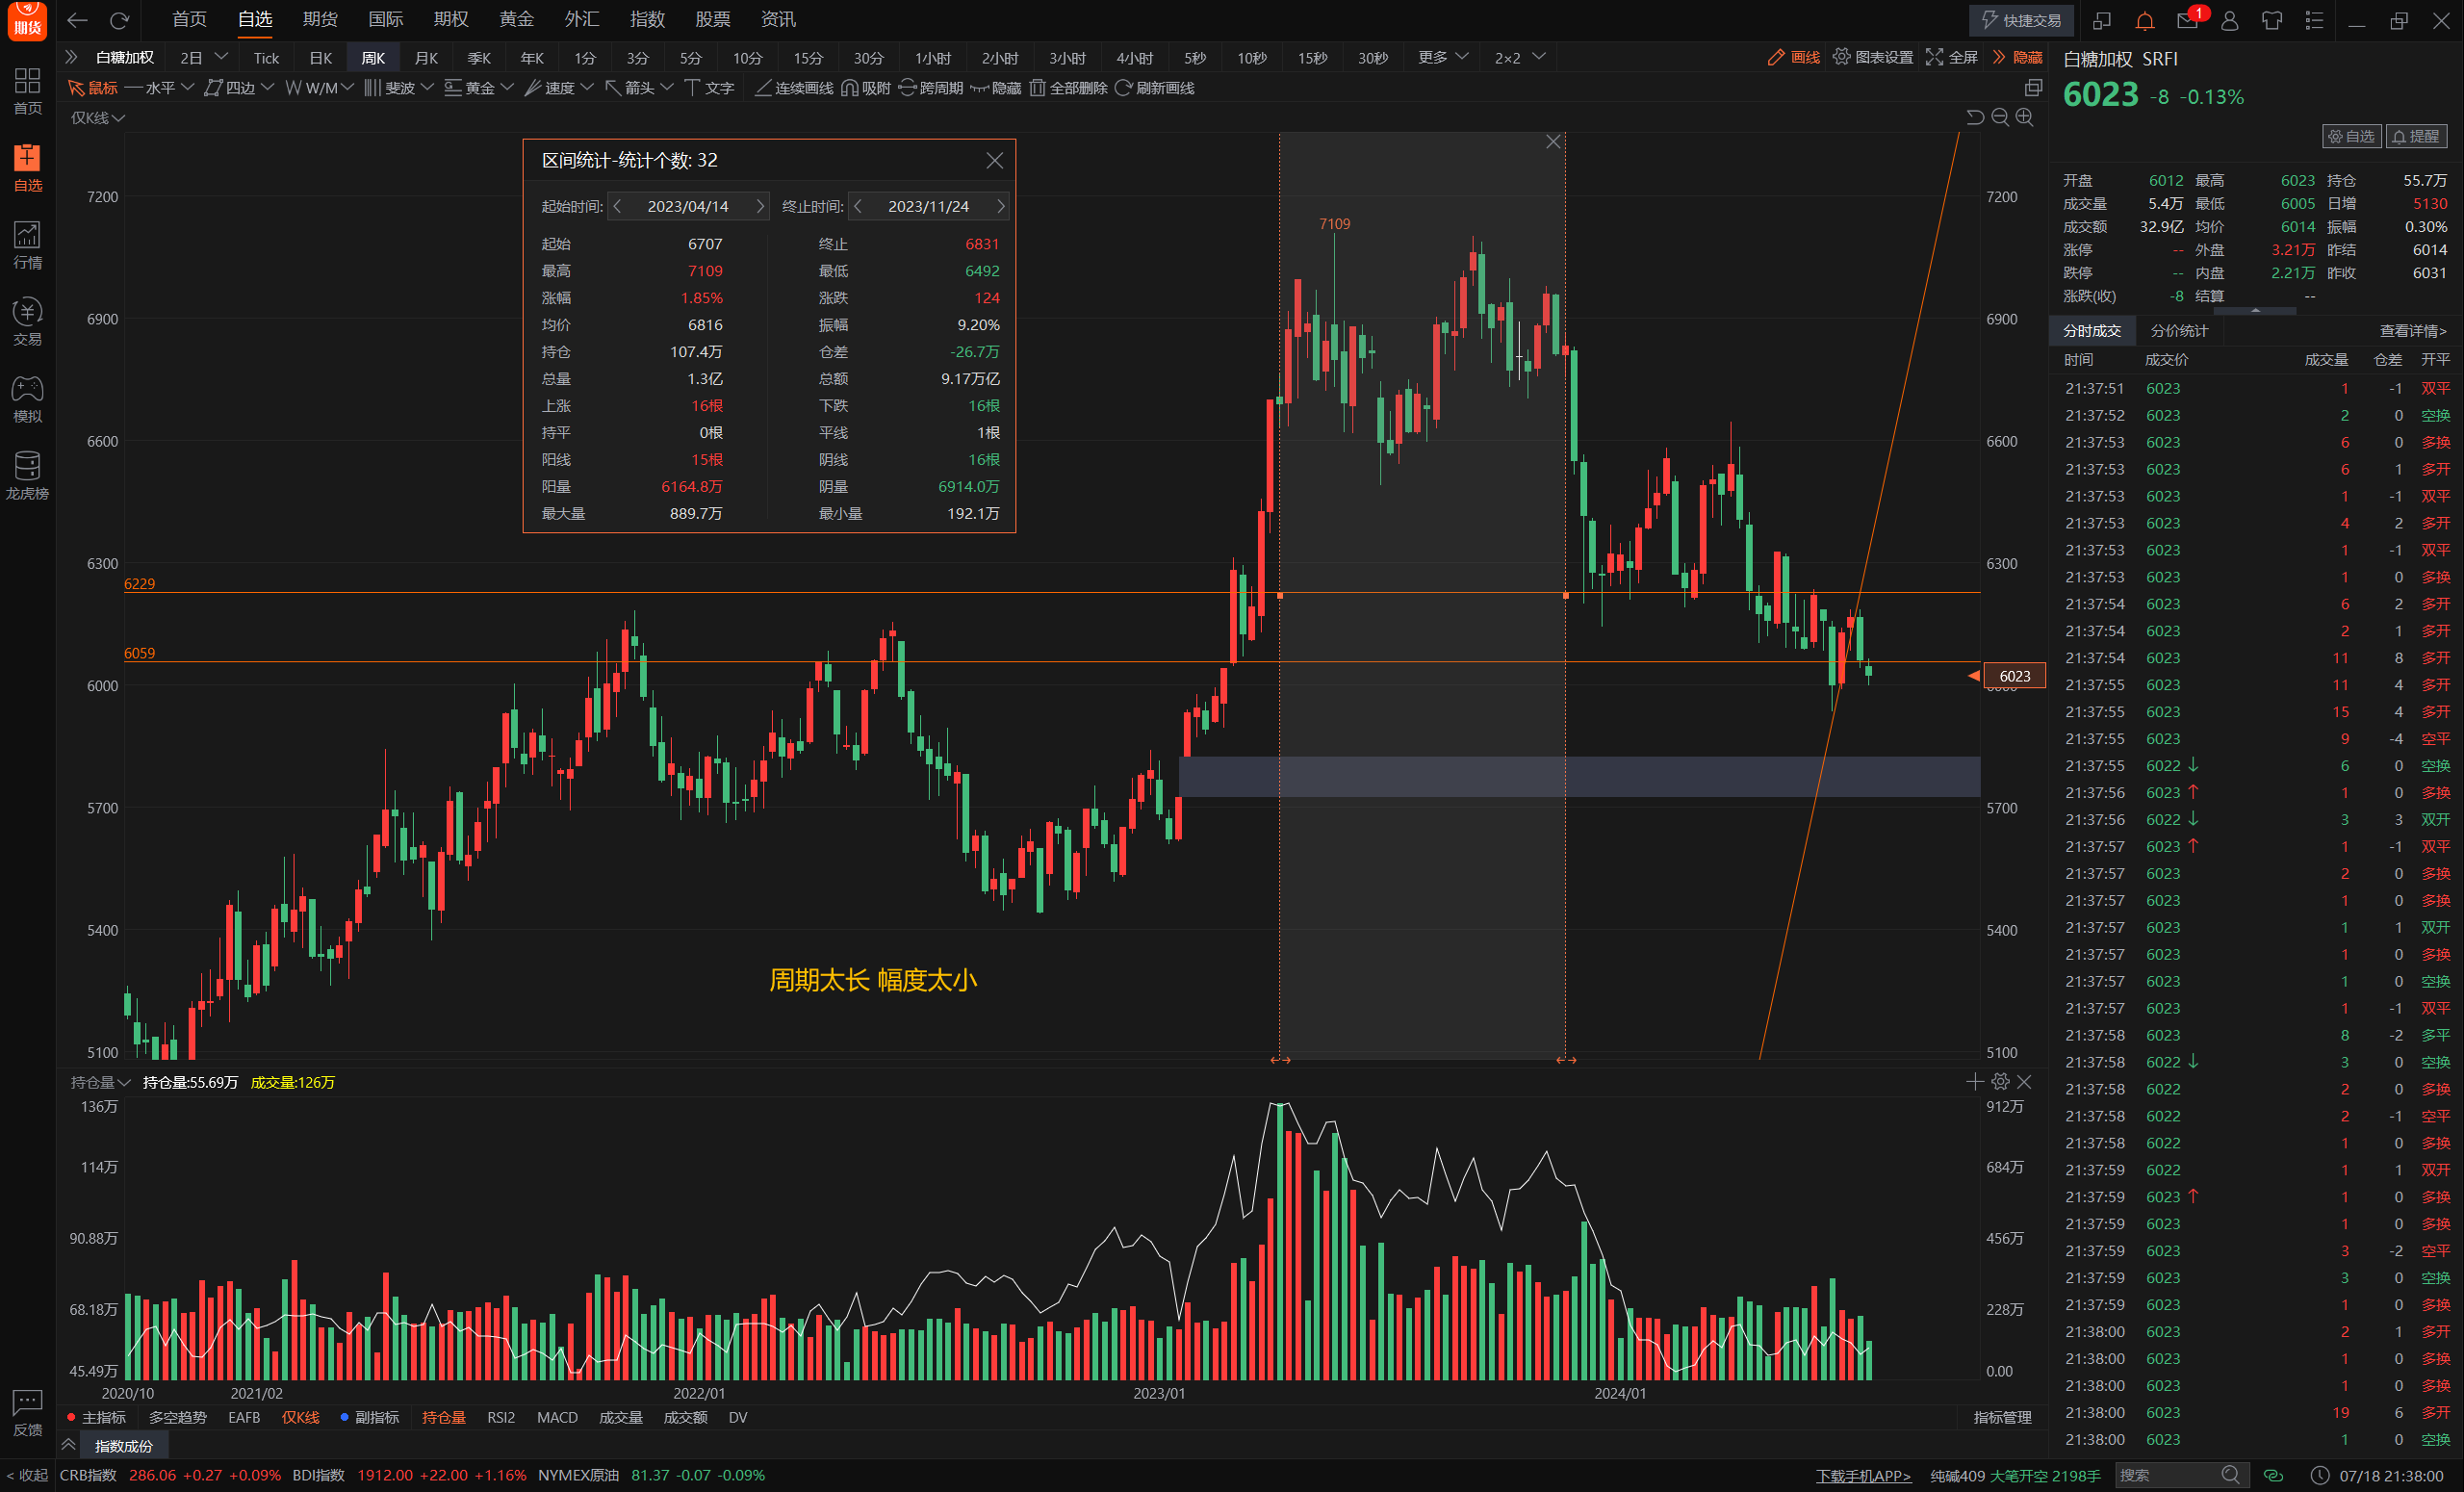 期货 首页 自选 期货 国际 期权 黄金 外汇 指数 股票 资讯 快捷交易 1
白糖加权 2日 Tick 日K 周K 月K 季K 年K 1分 3分 5分 10分 15分 30分 1小时 2小时 3小时 4小时 5秒 10秒 15秒 30秒 更多 2×2 画线 图表设置 全屏 隐藏
鼠标 水平 四边 W/M 斐波 黄金 速度 箭头 文字 连续画线 吸附 跨周期 隐藏 全部删除 刷新画线
首页
自选
行情
交易
模拟
龙虎榜
反馈
< 收起
仅K线
区间统计-统计个数: 32
起始时间: 2023/04/14 终止时间: 2023/11/24
起始 6707 终止 6831
最高 7109 最低 6492
涨幅 1.85% 涨跌 124
均价 6816 振幅 9.20%
持仓 107.4万 仓差 -26.7万
总量 1.3亿 总额 9.17万亿
上涨 16根 下跌 16根
持平 0根 平线 1根
阳线 15根 阴线 16根
阳量 6164.8万 阴量 6914.0万
最大量 889.7万 最小量 192.1万
7109
7200 7200
6900 6900
6600 6600
6300 6300
6229
6059
6000 6023
5700 5700
5400 5400
5100 5100
周期太长 幅度太小
持仓量 持仓量:55.69万 成交量:126万
136万 912万
114万 684万
90.88万 456万
68.18万 228万
45.49万 0.00
2020/10 2021/02 2022/01 2023/01 2024/01
主指标 多空趋势 EAFB 仅K线 副指标 持仓量 RSI2 MACD 成交量 成交额 DV 指标管理
指数成份
CRB指数 286.06 +0.27 +0.09% BDI指数 1912.00 +22.00 +1.16% NYMEX原油 81.37 -0.07 -0.09% 下载手机APP> 纯碱409 大笔开空 2198手 搜索 07/18 21:38:00
白糖加权 SRFI
6023 -8 -0.13%
自选 提醒
开盘 6012 最高 6023 持仓 55.7万
成交量 5.4万 最低 6005 日增 5130
成交额 32.9亿 均价 6014 振幅 0.30%
涨停 -- 外盘 3.21万 昨结 6014
跌停 -- 内盘 2.21万 昨收 6031
涨跌(收) -8 结算 --
分时成交 分价统计 查看详情>
时间 成交价 成交量 仓差 开平
21:37:51 6023 1 -1 双平
21:37:52 6023 2 0 空换
21:37:53 6023 6 0 多换
21:37:53 6023 6 1 多开
21:37:53 6023 1 -1 双平
21:37:53 6023 4 2 多开
21:37:53 6023 1 -1 双平
21:37:53 6023 1 0 多换
21:37:54 6023 6 2 多开
21:37:54 6023 2 1 多开
21:37:54 6023 11 8 多开
21:37:55 6023 11 4 多开
21:37:55 6023 15 4 多开
21:37:55 6023 9 -4 空平
21:37:55 6022 ↓ 6 0 空换
21:37:56 6023 ↑ 1 0 多换
21:37:56 6022 ↓ 3 3 双开
21:37:57 6023 ↑ 1 -1 双平
21:37:57 6023 2 0 多换
21:37:57 6023 1 0 多换
21:37:57 6023 1 1 双开
21:37:57 6023 1 0 多换
21:37:57 6023 1 0 空换
21:37:57 6023 1 -1 双平
21:37:58 6023 8 -2 多平
21:37:58 6022 ↓ 3 0 空换
21:37:58 6022 2 0 多换
21:37:58 6022 2 -1 空平
21:37:58 6022 1 0 多换
21:37:59 6022 1 1 双开
21:37:59 6023 ↑ 1 0 多换
21:37:59 6023 1 0 多换
21:37:59 6023 3 -2 空平
21:37:59 6023 3 0 空换
21:37:59 6023 1 0 多换
21:38:00 6023 2 1 多开
21:38:00 6023 1 0 多换
21:38:00 6023 1 0 多换
21:38:00 6023 19 6 多开
21:38:00 6023 1 0 空换